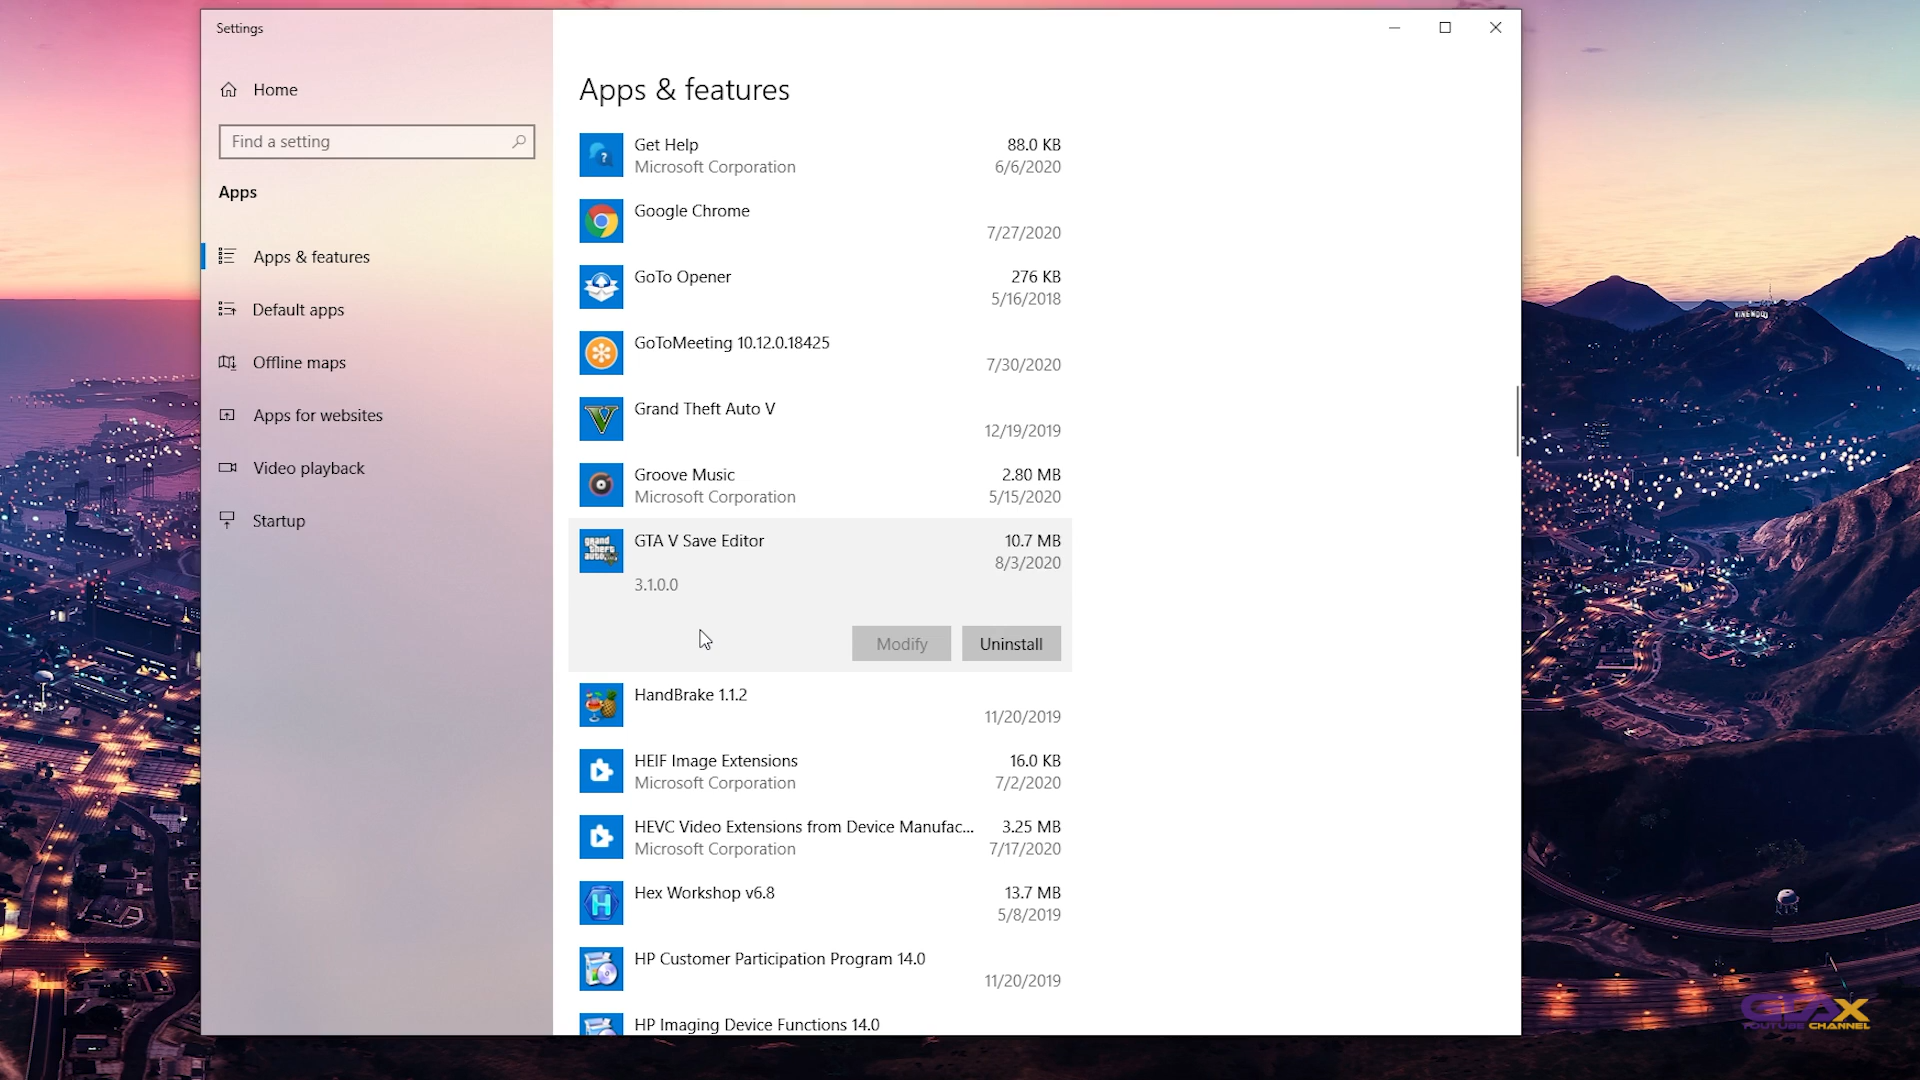 Settings
Home
Find a setting
Apps
Apps & features
Default apps
Offline maps
Apps for websites
Video playback
Startup
Apps & features
Get Help 88.0 KB
Microsoft Corporation 6/6/2020
Google Chrome
7/27/2020
GoTo Opener 276 KB
5/16/2018
GoToMeeting 10.12.0.18425
7/30/2020
Grand Theft Auto V
12/19/2019
Groove Music 2.80 MB
Microsoft Corporation 5/15/2020
grand
theft
auto
GTA V Save Editor 10.7 MB
8/3/2020
3.1.0.0
Modify Uninstall
HandBrake 1.1.2
11/20/2019
HEIF Image Extensions 16.0 KB
Microsoft Corporation 7/2/2020
HEVC Video Extensions from Device Manufac... 3.25 MB
Microsoft Corporation 7/17/2020
Hex Workshop v6.8 13.7 MB
5/8/2019
HP Customer Participation Program 14.0
11/20/2019
HP Imaging Device Functions 14.0
VINEWOOD
GTAX
YOUTUBE CHANNEL